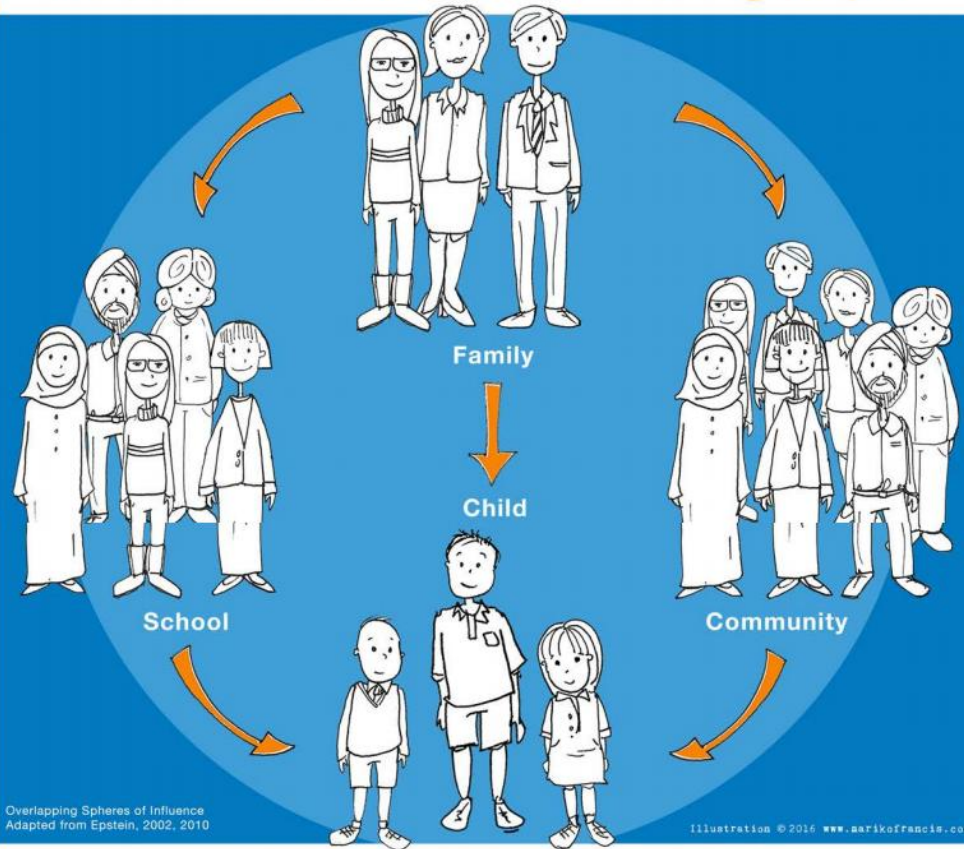 Family
Child
School
Community
Overlapping Spheres of Influence
Adapted from Epstein, 2002, 2010
Illustration © 2016 www.marikofrancis.co